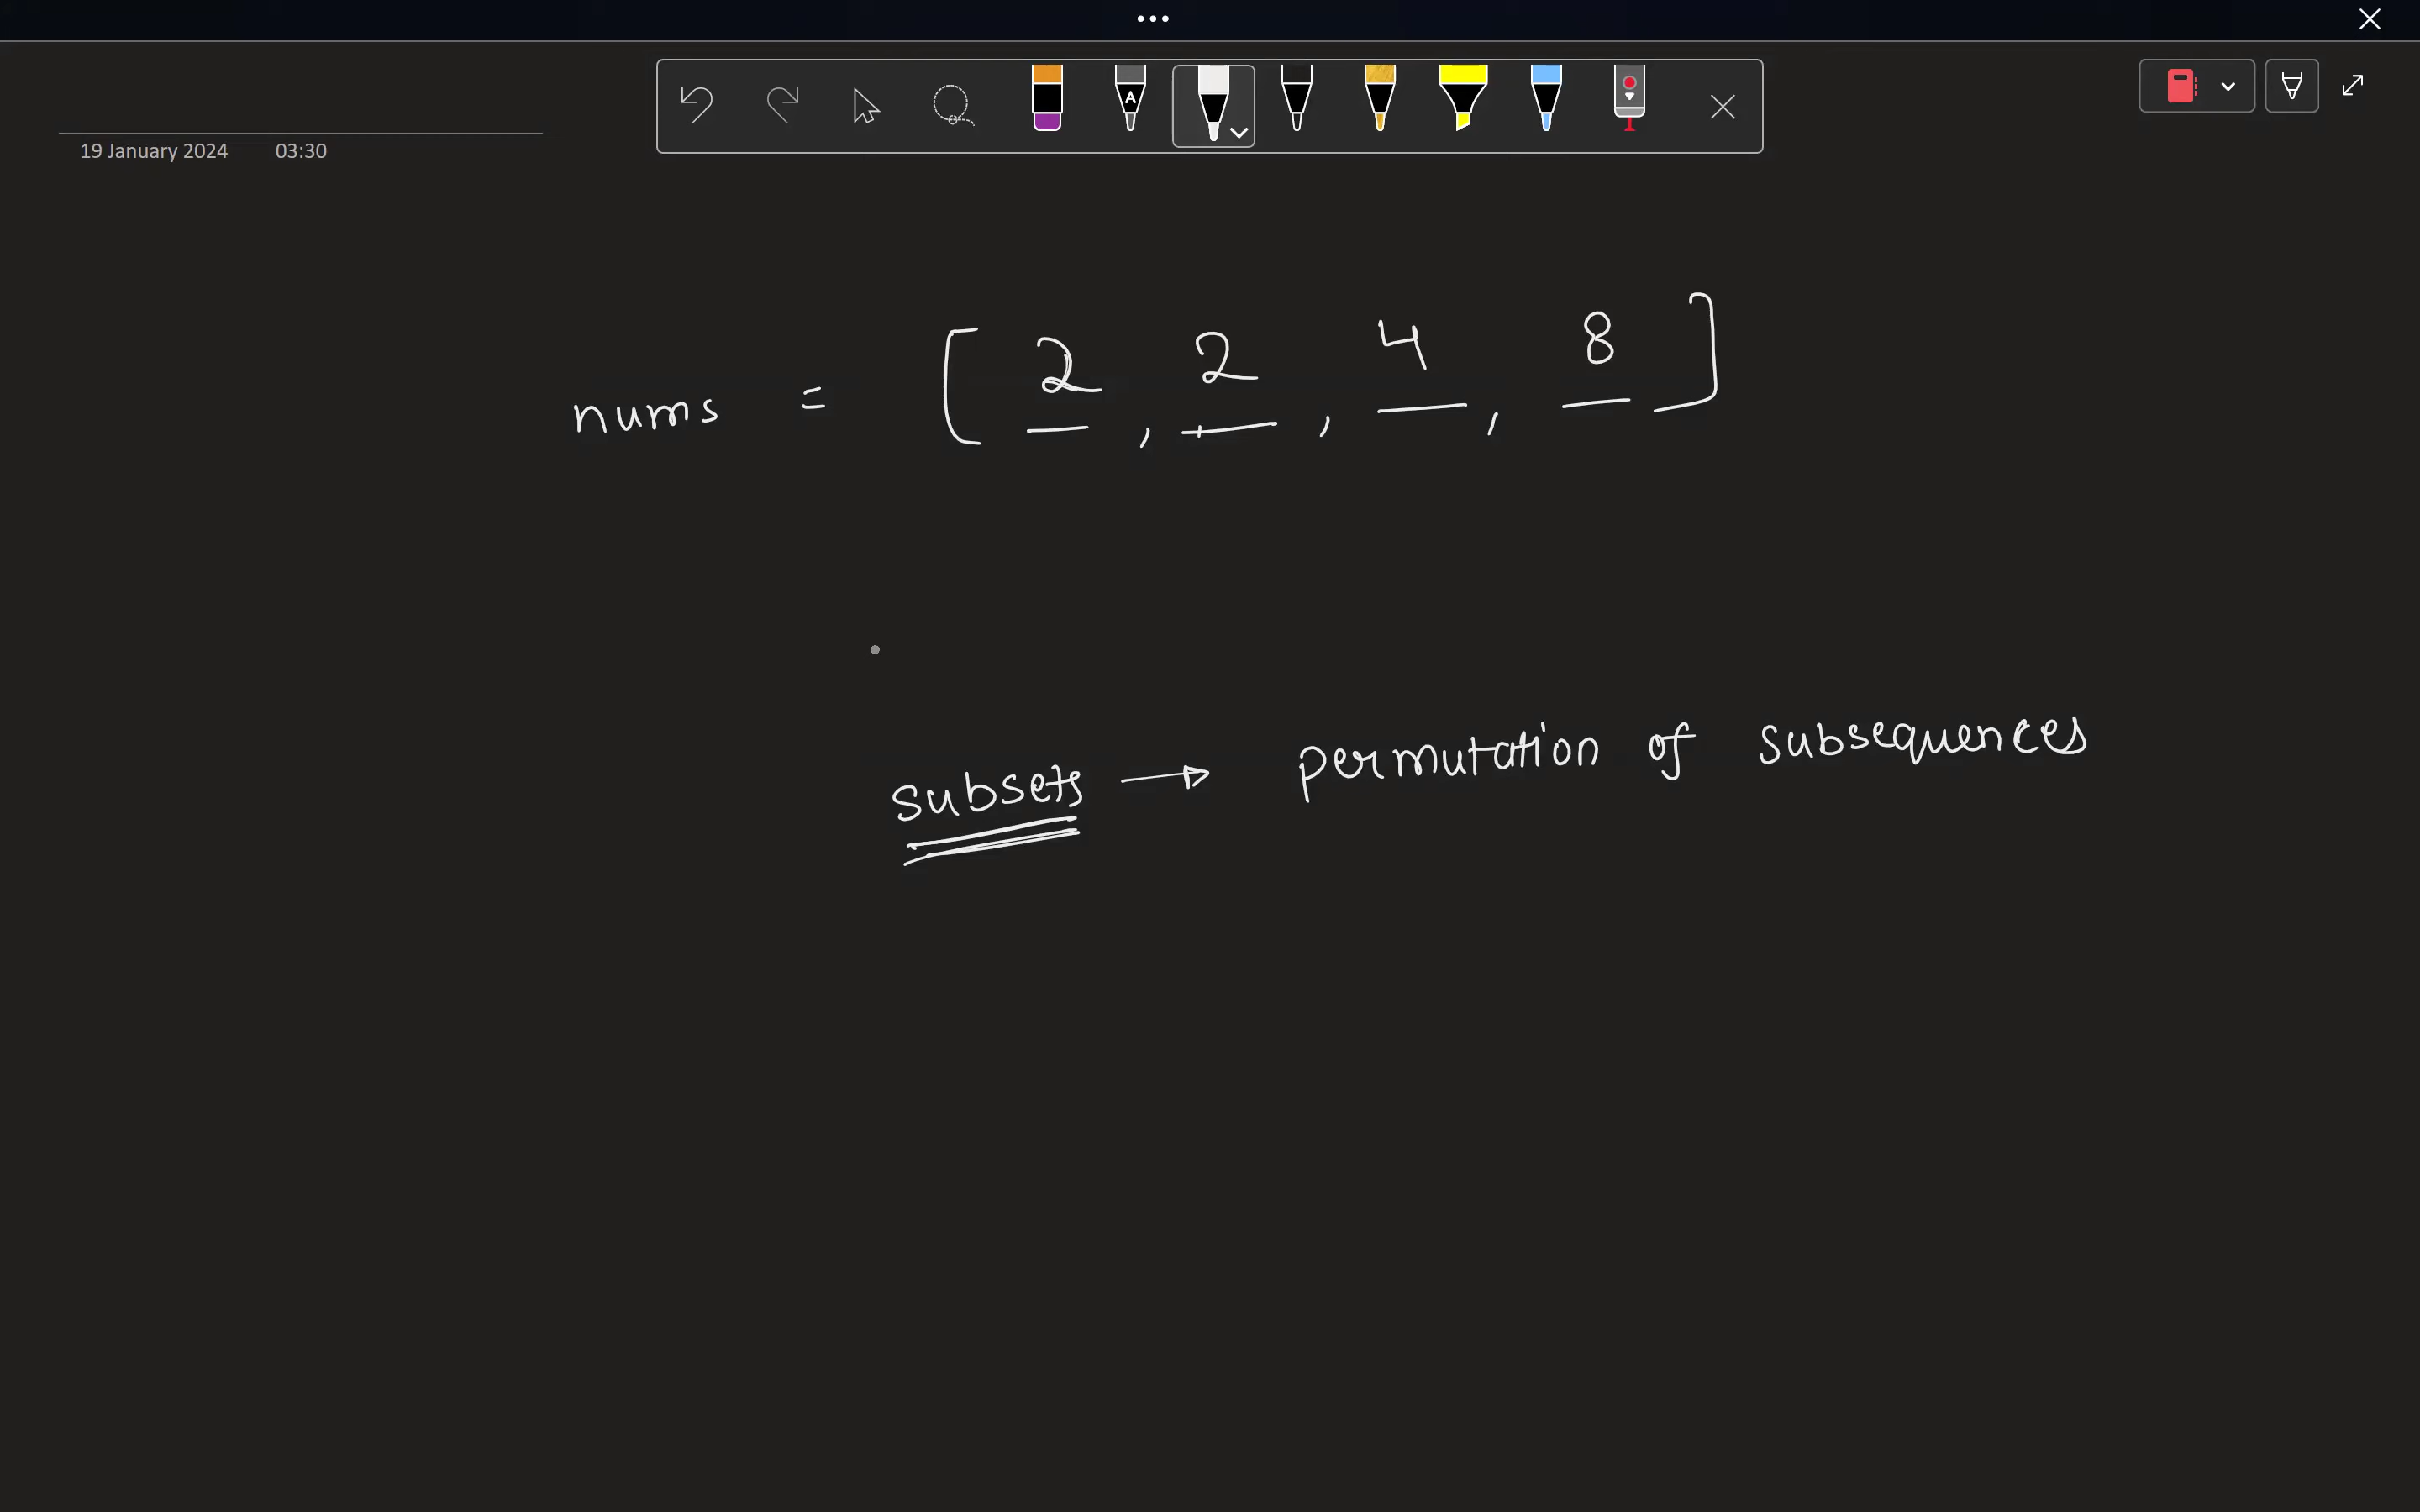 19 January 2024 03:30
nums = [ 2 , 2 , 4 , 8 ]
subsets → permutation of subsequences